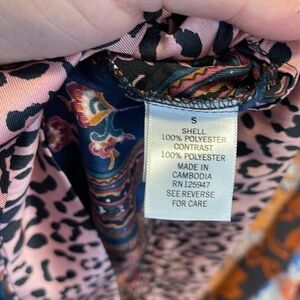 S
SHELL
100% POLYESTER
CONTRAST
100% POLYESTER
MADE IN
CAMBODIA
RN 125947
SEE REVERSE
FOR CARE